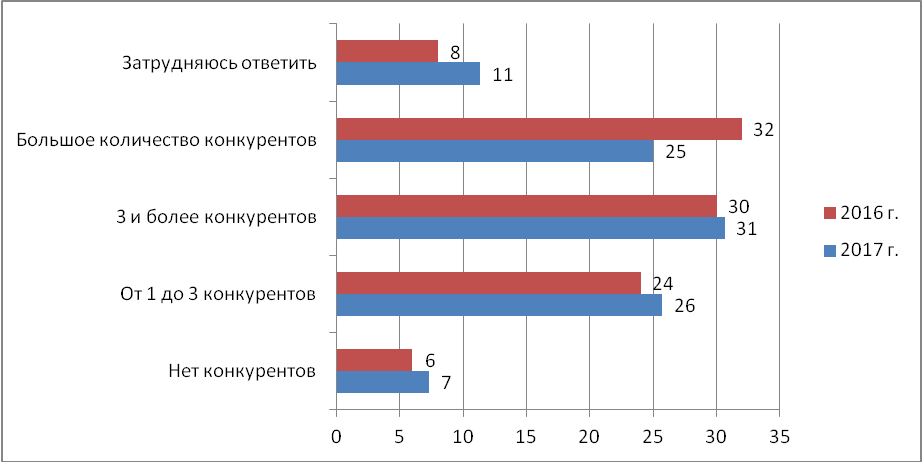 Затрудняюсь ответить
8
11
Большое количество конкурентов
32
25
3 и более конкурентов
30
31
От 1 до 3 конкурентов
24
26
Нет конкурентов
6
7
0 5 10 15 20 25 30 35
2016 г.
2017 г.